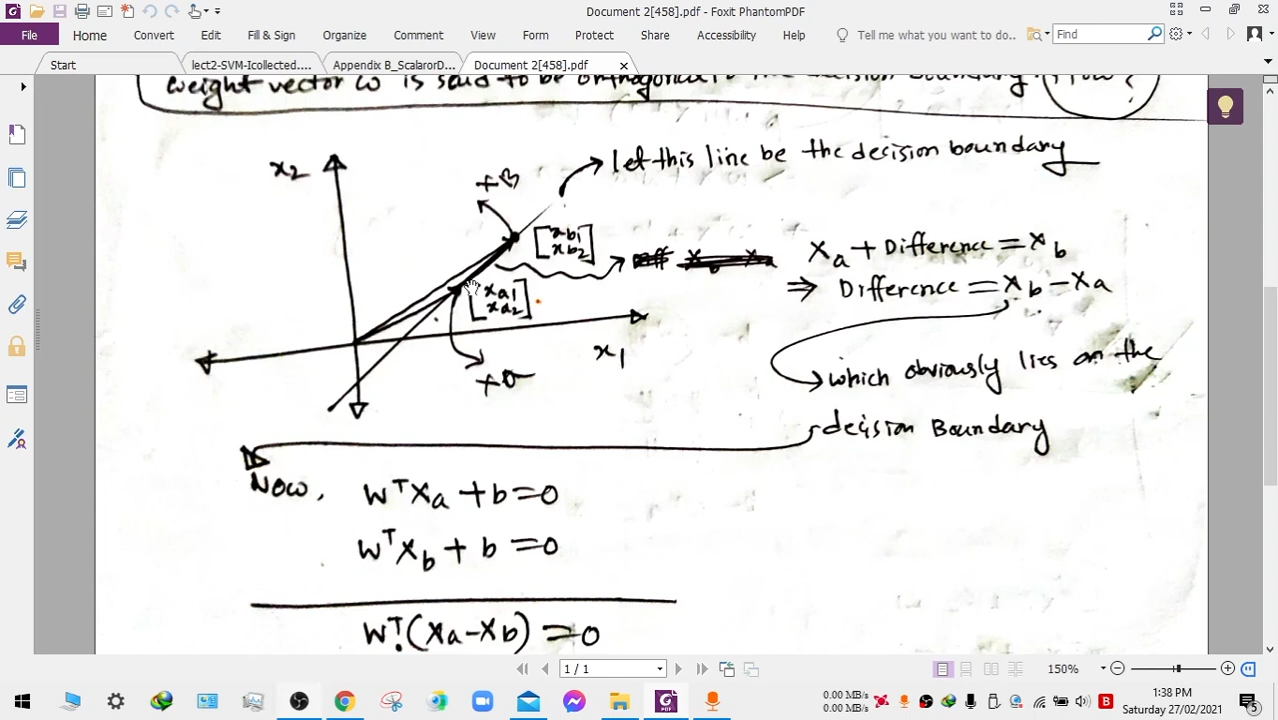 Document 2[458].pdf - Foxit PhantomPDF
File Home Convert Edit Fill & Sign Organize Comment View Form Protect Share Accessibility Help Tell me what you want to do.. Find
Start lect2-SVM-Icollected.... Appendix B_ScalarorD... Document 2[458].pdf
weight vector w is said to be orthogonal to the decision boundary. How?
let this line be the decision boundary
x2
+B
[xb1
xb2]
xa + Difference = xb
⇒ Difference = xb - xa
[xa1
xa2]
x1
which obviously lies on the
decision Boundary
Now, wTxa + b = 0
wTxb + b = 0
wT.(xa-xb) = 0
1 / 1 150%
0.00 MB/s
0.00 MB/s
1:38 PM
Saturday 27/02/2021
5